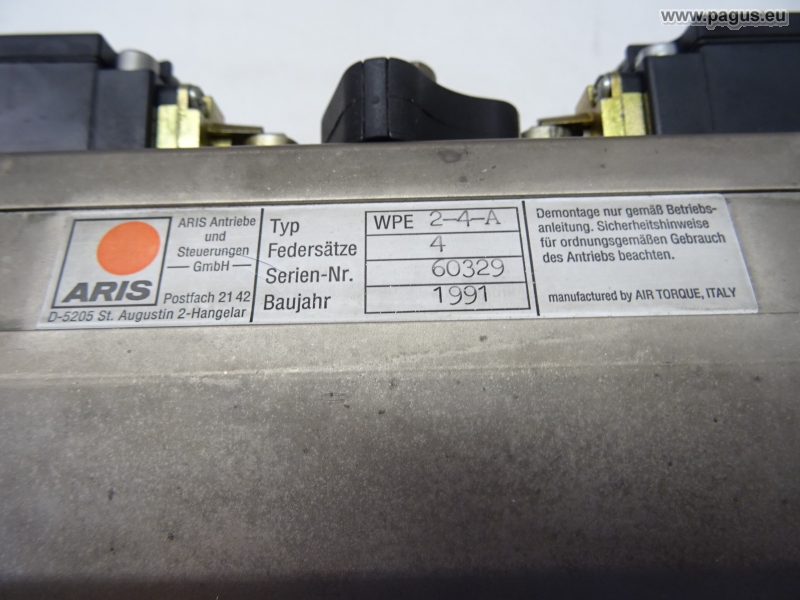 www.pagus.eu
ARIS
ARIS Antriebe
und
Steuerungen
GmbH
Postfach 21 42
D-5205 St. Augustin 2-Hangelar
Typ WPE 2-4-A
Federsätze 4
Serien-Nr. 60329
Baujahr 1991
Demontage nur gemäß Betriebs-
anleitung. Sicherheitshinweise
für ordnungsgemäßen Gebrauch
des Antriebs beachten.
manufactured by AIR TORQUE, ITALY